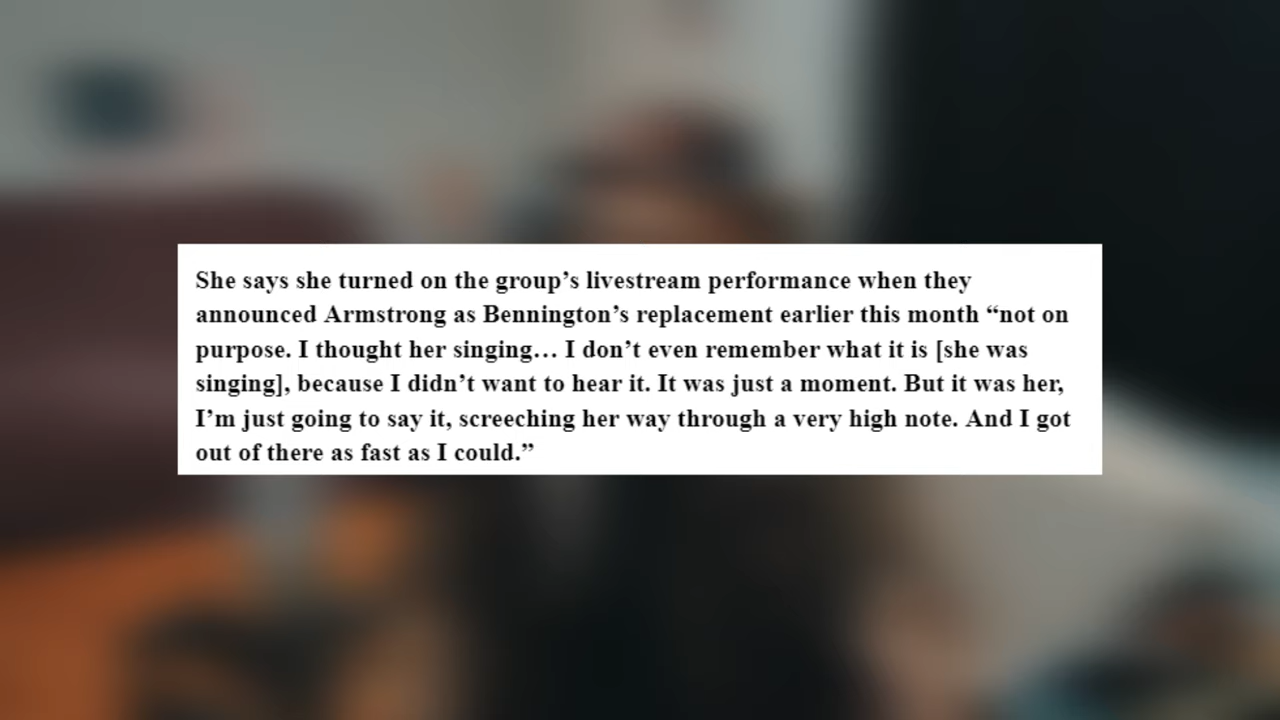 She says she turned on the group’s livestream performance when they
announced Armstrong as Bennington’s replacement earlier this month “not on
purpose. I thought her singing… I don’t even remember what it is [she was
singing], because I didn’t want to hear it. It was just a moment. But it was her,
I’m just going to say it, screeching her way through a very high note. And I got
out of there as fast as I could.”